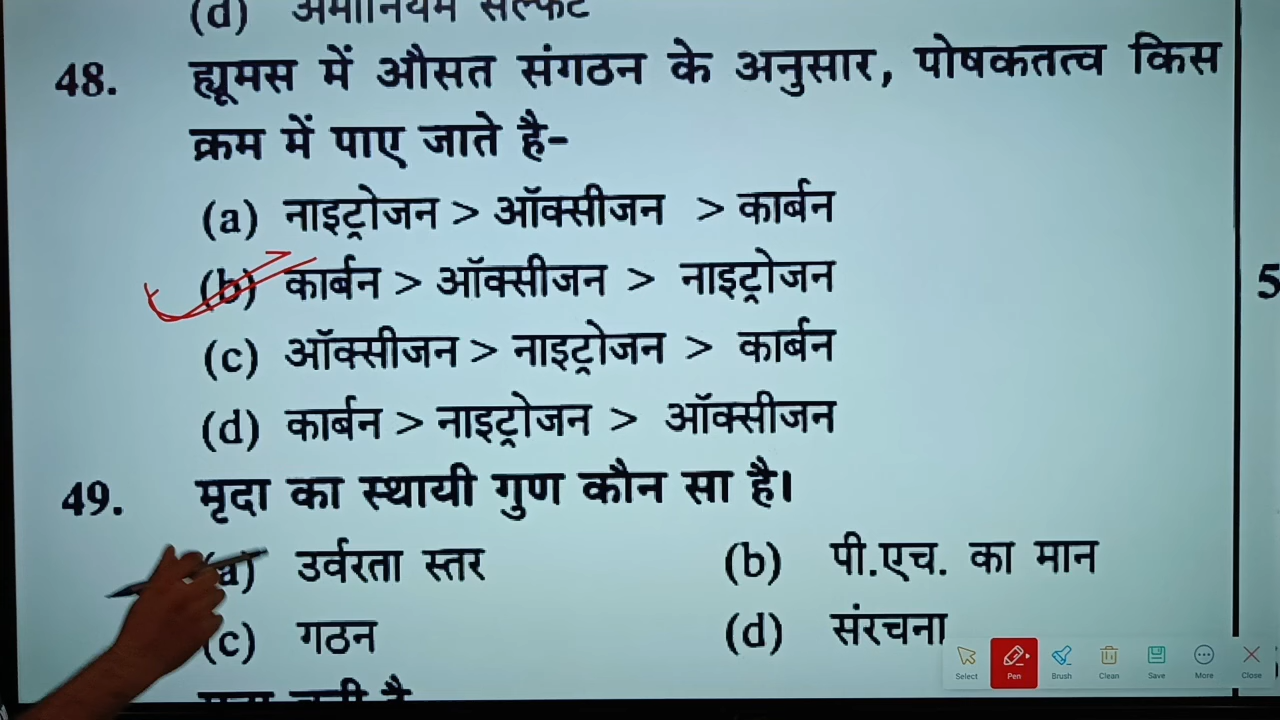 (d) अमोनियम सल्फेट
48. ह्यूमस में औसत संगठन के अनुसार, पोषकतत्व किस
क्रम में पाए जाते है-
(a) नाइट्रोजन > ऑक्सीजन > कार्बन
(b) कार्बन > ऑक्सीजन > नाइट्रोजन
5
(c) ऑक्सीजन > नाइट्रोजन > कार्बन
(d) कार्बन > नाइट्रोजन > ऑक्सीजन
49. मृदा का स्थायी गुण कौन सा है।
(a) उर्वरता स्तर (b) पी.एच. का मान
(c) गठन (d) संरचना
Select Pen Brush Clean Save More Close